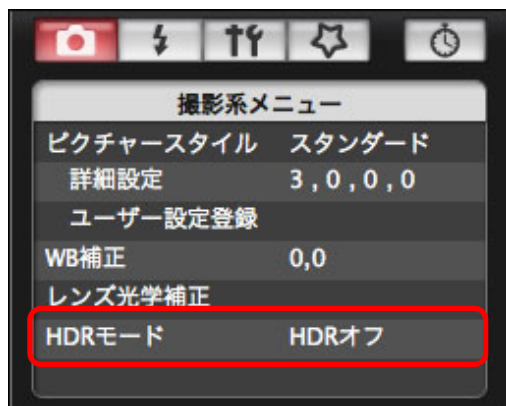 撮影系メニュー
ピクチャースタイル スタンダード
詳細設定 3 , 0 , 0 , 0
ユーザー設定登録
WB補正 0,0
レンズ光学補正
HDRモード HDRオフ